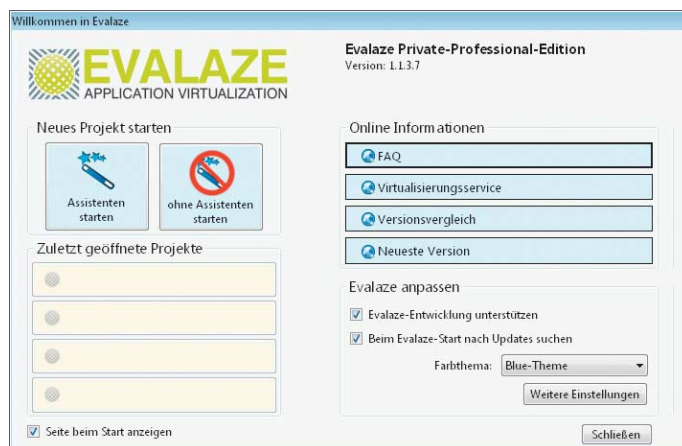 Willkommen in Evalaze
EVALAZE
APPLICATION VIRTUALIZATION
Evalaze Private-Professional-Edition
Version: 1.1.3.7
Neues Projekt starten
Assistenten
starten
ohne Assistenten
starten
Zuletzt geöffnete Projekte
Seite beim Start anzeigen
Online Informationen
FAQ
Virtualisierungsservice
Versionsvergleich
Neueste Version
Evalaze anpassen
Evalaze-Entwicklung unterstützen
Beim Evalaze-Start nach Updates suchen
Farbthema: Blue-Theme
Weitere Einstellungen
Schließen